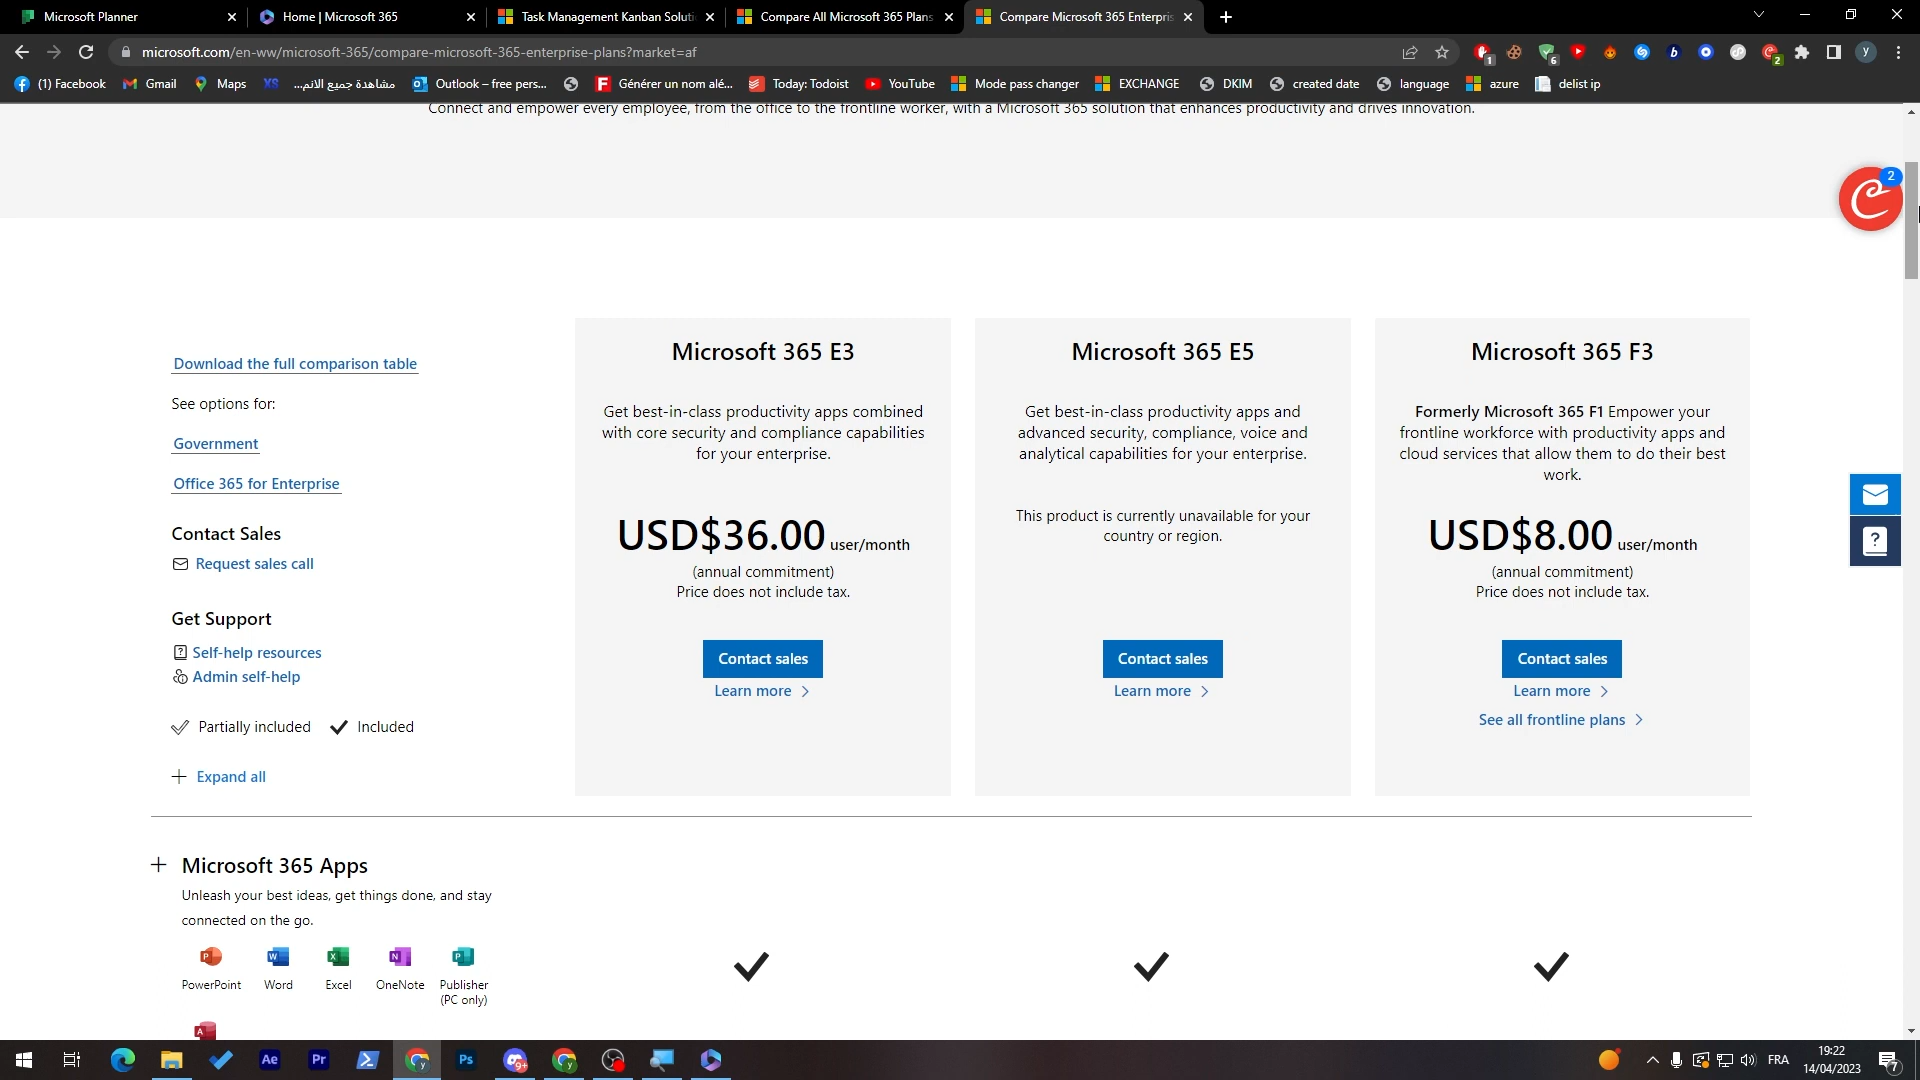 Microsoft Planner
Home | Microsoft 365
Task Management Kanban Soluti
Compare All Microsoft 365 Plans
Compare Microsoft 365 Enterpris
microsoft.com/en-ww/microsoft-365/compare-microsoft-365-enterprise-plans?market=af
1
6
2
y
(1) Facebook
Gmail
Maps
XS
مشاهدة جميع الانم...
Outlook – free pers...
Générer un nom alé...
Today: Todoist
YouTube
Mode pass changer
EXCHANGE
DKIM
created date
language
azure
delist ip
Connect and empower every employee, from the office to the frontline worker, with a Microsoft 365 solution that enhances productivity and drives innovation.
2
Download the full comparison table
See options for:
Government
Office 365 for Enterprise
Contact Sales
Request sales call
Get Support
Self-help resources
Admin self-help
Partially included
Included
Expand all
Microsoft 365 E3
Get best-in-class productivity apps combined
with core security and compliance capabilities
for your enterprise.
USD$36.00 user/month
(annual commitment)
Price does not include tax.
Contact sales
Learn more
Microsoft 365 E5
Get best-in-class productivity apps and
advanced security, compliance, voice and
analytical capabilities for your enterprise.
This product is currently unavailable for your
country or region.
Contact sales
Learn more
Microsoft 365 F3
Formerly Microsoft 365 F1 Empower your
frontline workforce with productivity apps and
cloud services that allow them to do their best
work.
USD$8.00 user/month
(annual commitment)
Price does not include tax.
Contact sales
Learn more
See all frontline plans
Microsoft 365 Apps
Unleash your best ideas, get things done, and stay
connected on the go.
PowerPoint
Word
Excel
OneNote
Publisher
(PC only)
Ae
Pr
Ps
9+
FRA
19:22
14/04/2023
7